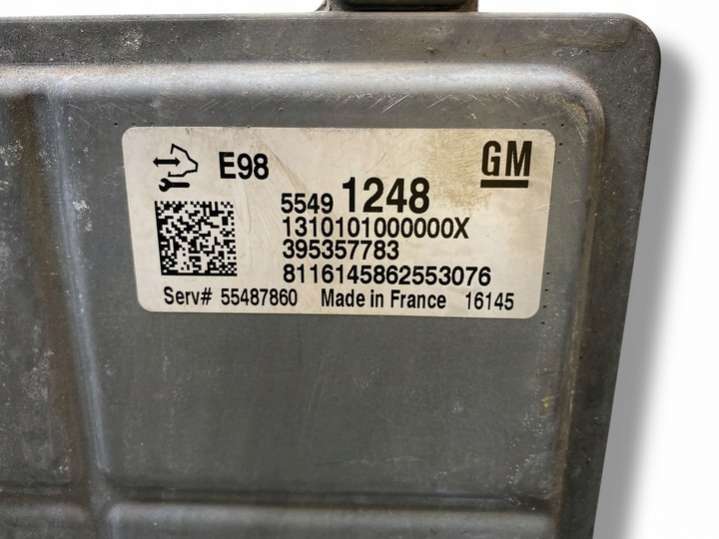 E98
GM
5549 1248
1310101000000X
395357783
8116145862553076
Serv# 55487860 Made in France 16145